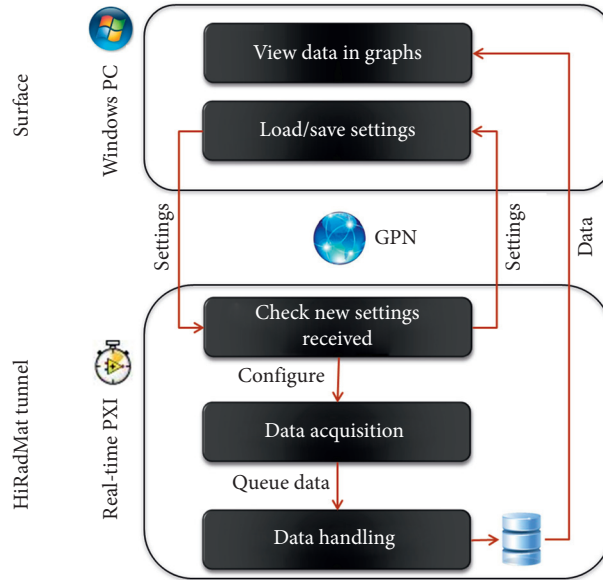 Surface
Windows PC
View data in graphs
Load/save settings
Settings
GPN
Settings
Data
HiRadMat tunnel
Real-time PXI
Check new settings
received
Configure
Data acquisition
Queue data
Data handling